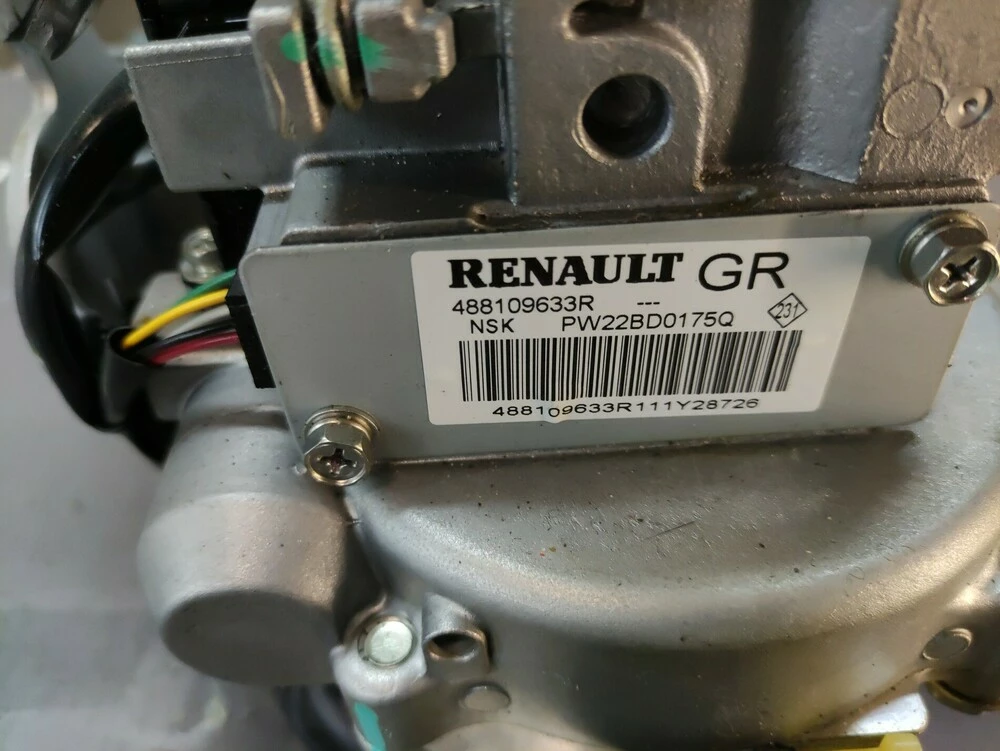 RENAULT GR
488109633R ---
NSK PW22BD0175Q 231
488109633R111Y28726